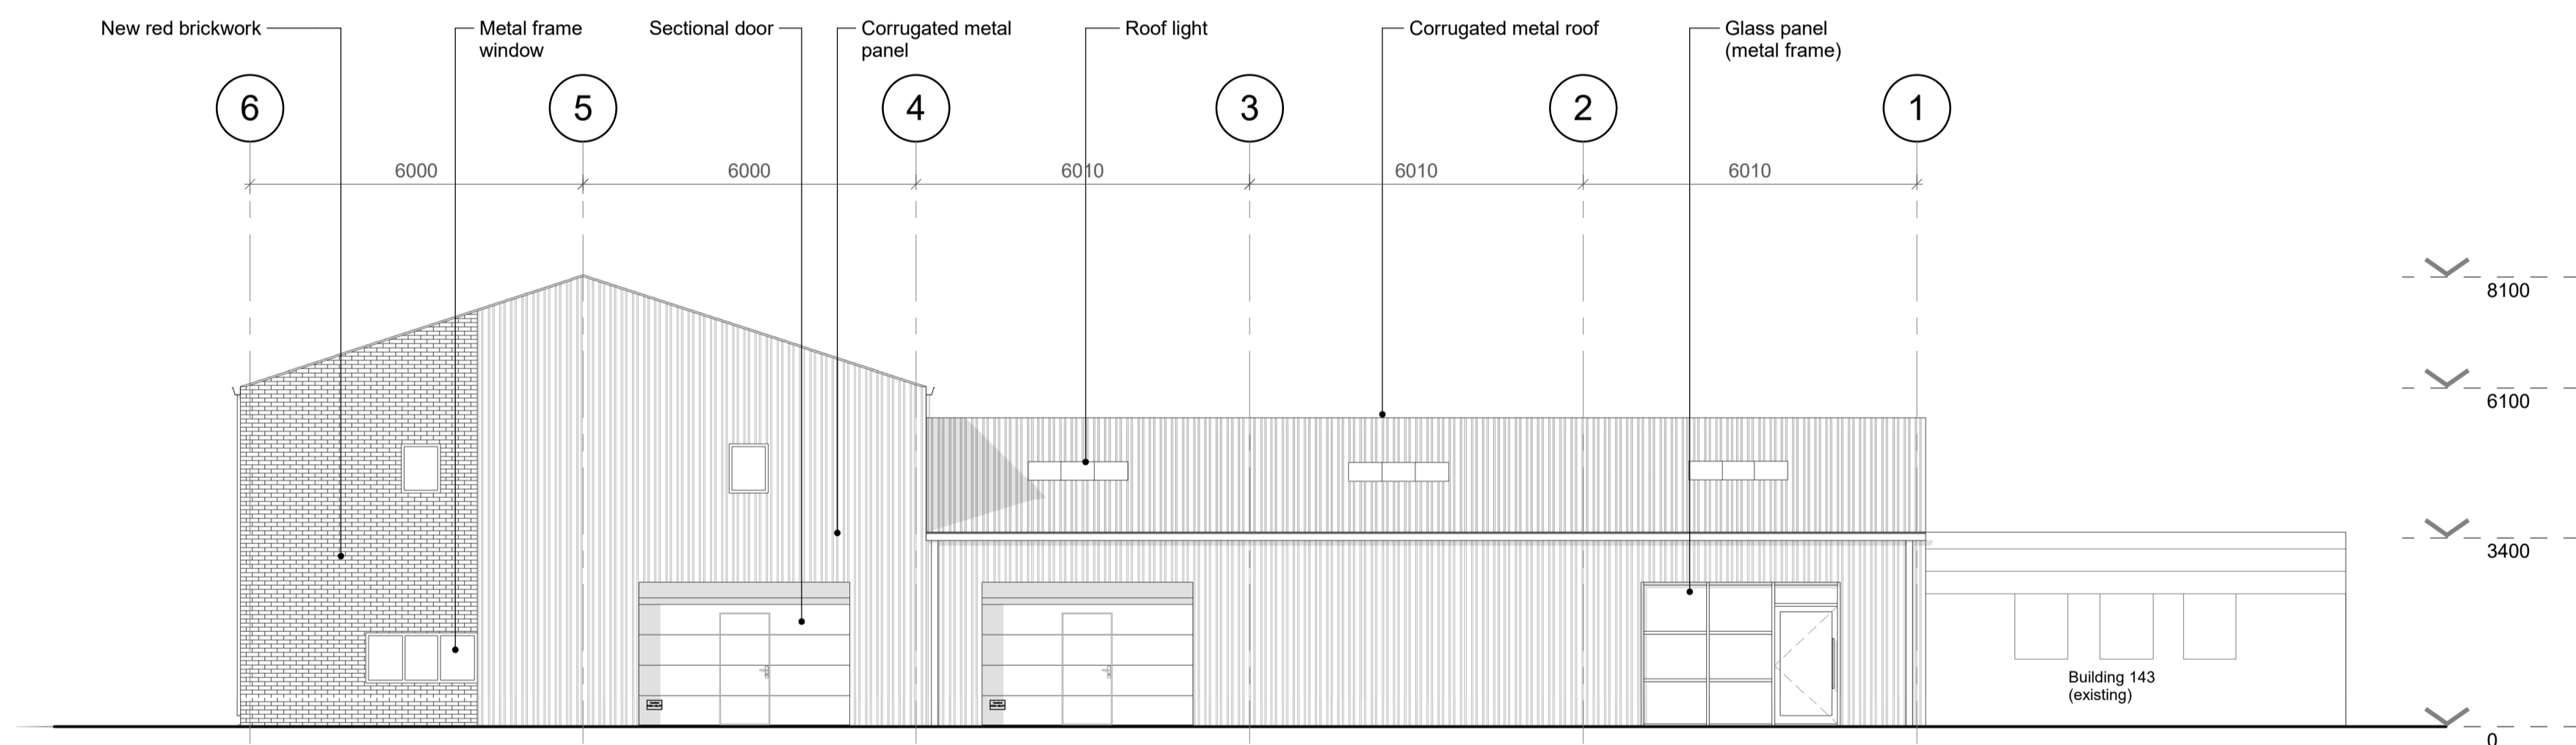 New red brickwork
Metal frame
window
Sectional door
Corrugated metal
panel
Roof light
Corrugated metal roof
Glass panel
(metal frame)
6
5
4
3
2
1
6000
6000
6010
6010
6010
8100
6100
3400
Building 143
(existing)
0